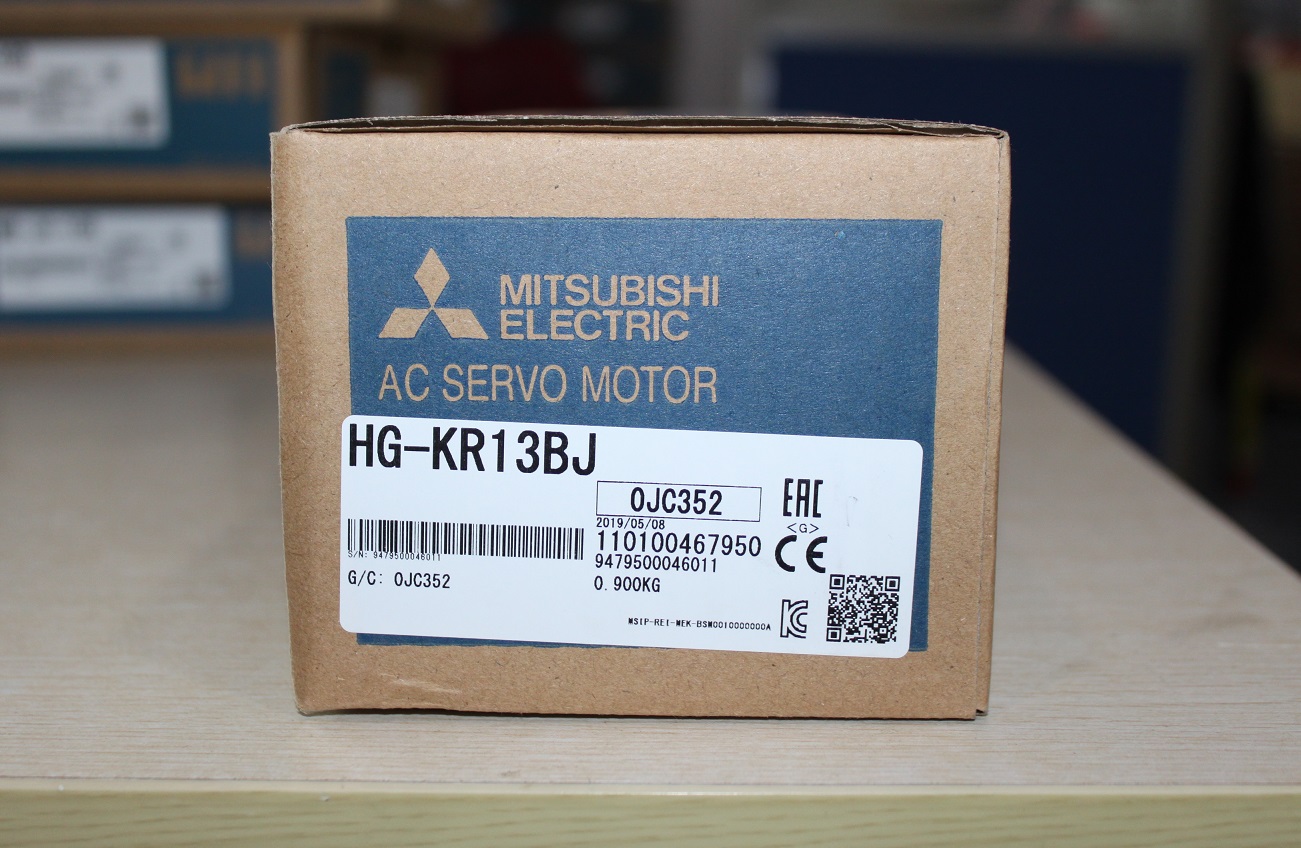 MITSUBISHI
ELECTRIC
AC SERVO MOTOR
HG-KR13BJ
0JC352
EAC
2019/05/08
<G>
110100467950
CE
S/N: 9479500046011
9479500046011
G/C: 0JC352
0.900KG
MSIP-REI-MEK-BSM0010000000A